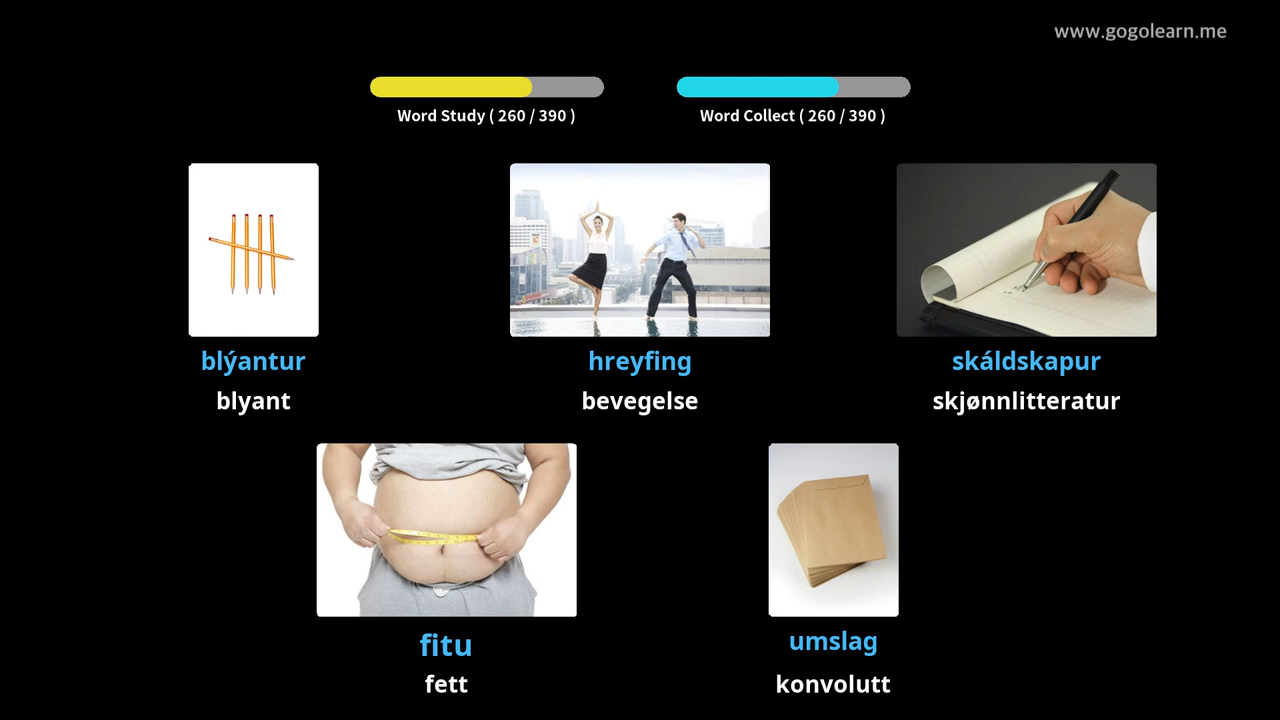 www.gogolearn.me
Word Study ( 260 / 390 )
Word Collect ( 260 / 390 )
blýantur
blyant
hreyfing
bevegelse
skáldskapur
skjønnlitteratur
fitu
fett
umslag
konvolutt